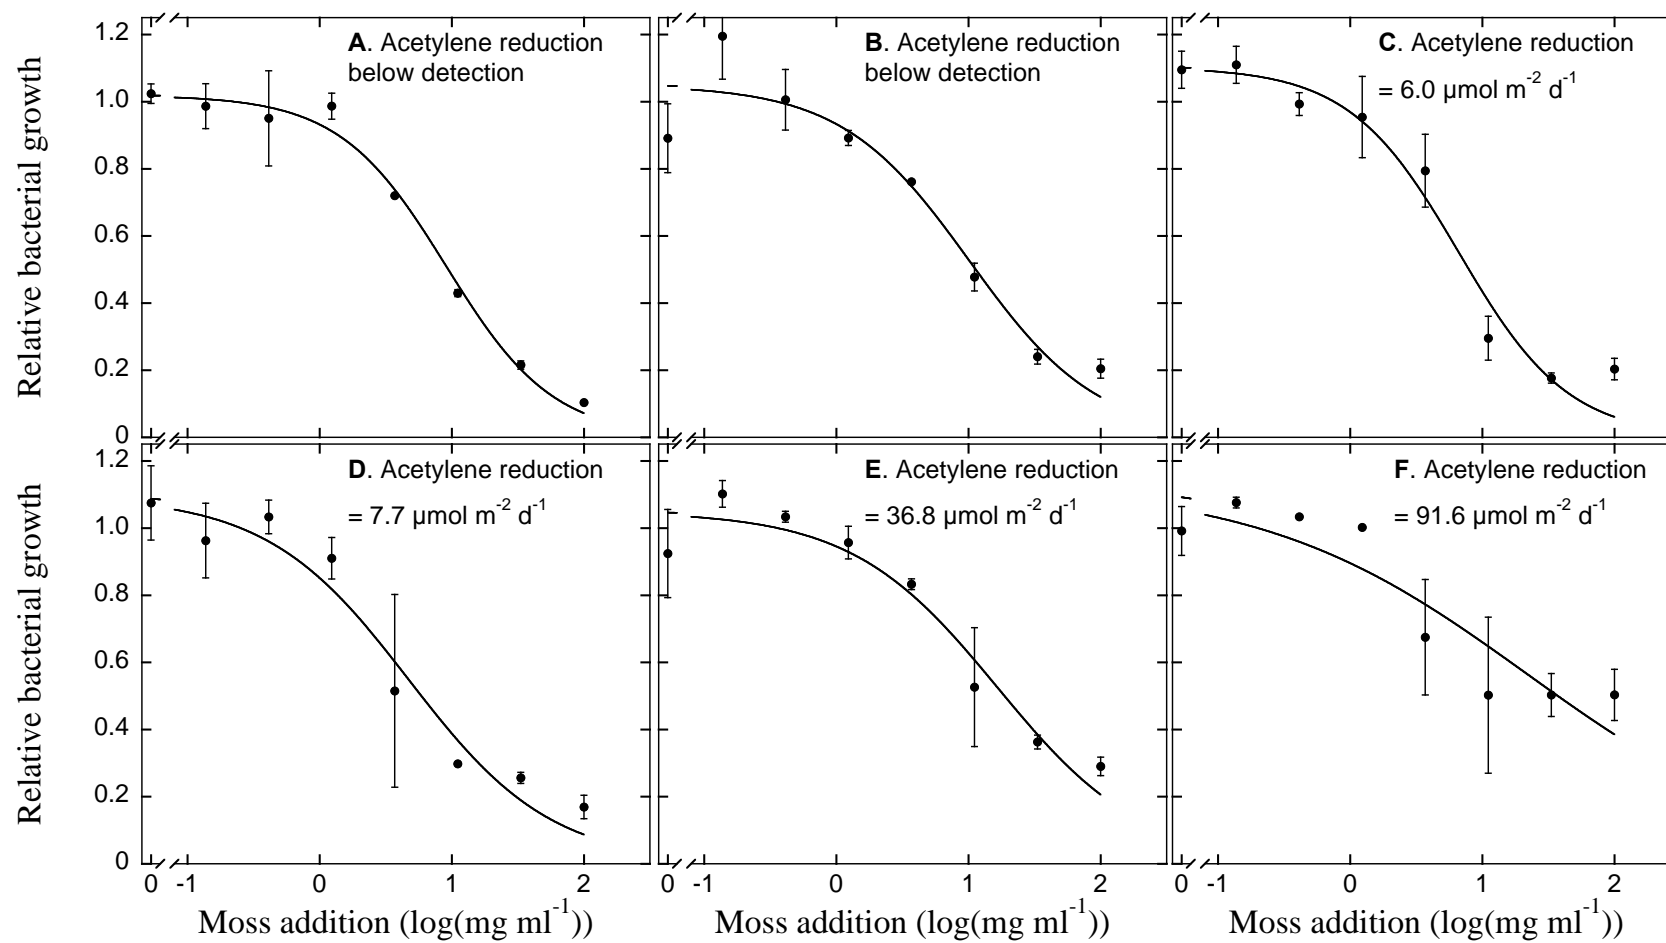 Relative bacterial growth
1.2
1.0
0.8
0.6
0.4
0.2
0
A. Acetylene reduction
below detection
B. Acetylene reduction
below detection
C. Acetylene reduction
= 6.0 µmol m⁻² d⁻¹
Relative bacterial growth
1.2
1.0
0.8
0.6
0.4
0.2
0
D. Acetylene reduction
= 7.7 µmol m⁻² d⁻¹
E. Acetylene reduction
= 36.8 µmol m⁻² d⁻¹
F. Acetylene reduction
= 91.6 µmol m⁻² d⁻¹
0 -1 0 1 2 0 -1 0 1 2 0 -1 0 1 2
Moss addition (log(mg ml⁻¹)) Moss addition (log(mg ml⁻¹)) Moss addition (log(mg ml⁻¹))